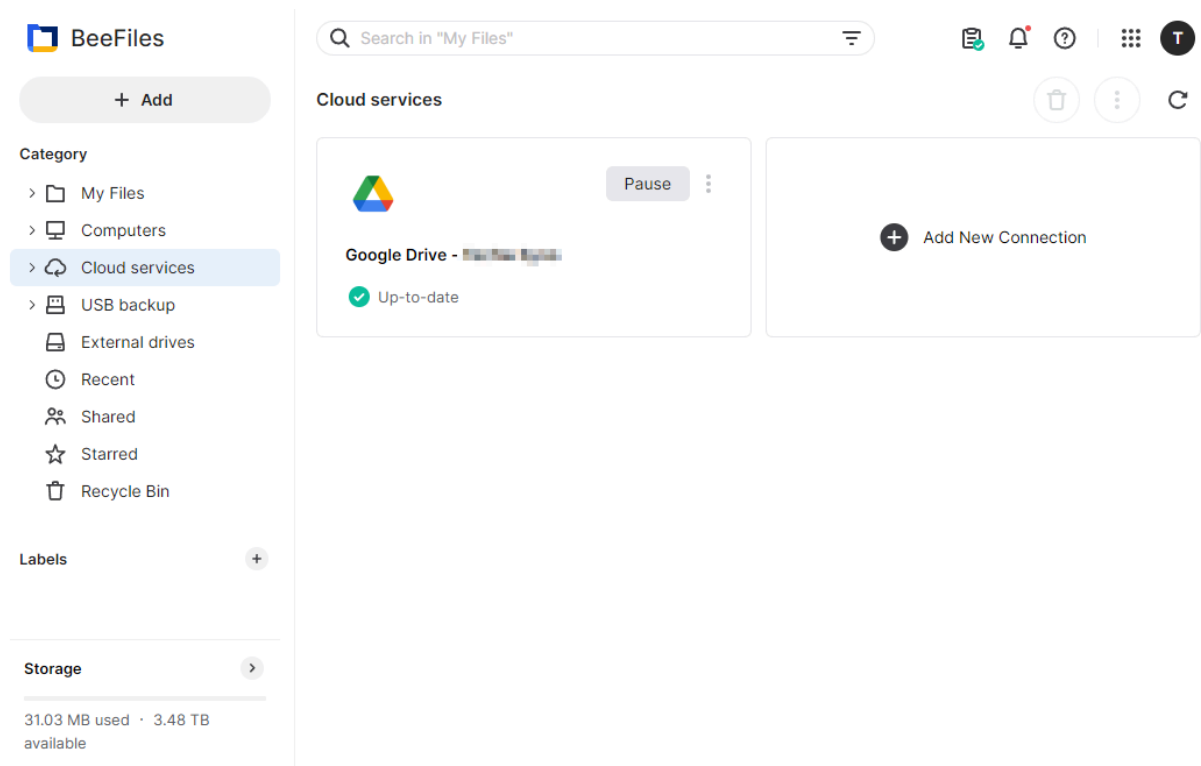 BeeFiles
Search in "My Files"
T
+ Add
Cloud services
Category
My Files
Computers
Cloud services
USB backup
External drives
Recent
Shared
Starred
Recycle Bin
Pause
Google Drive -
Up-to-date
Add New Connection
Labels
Storage
31.03 MB used · 3.48 TB
available